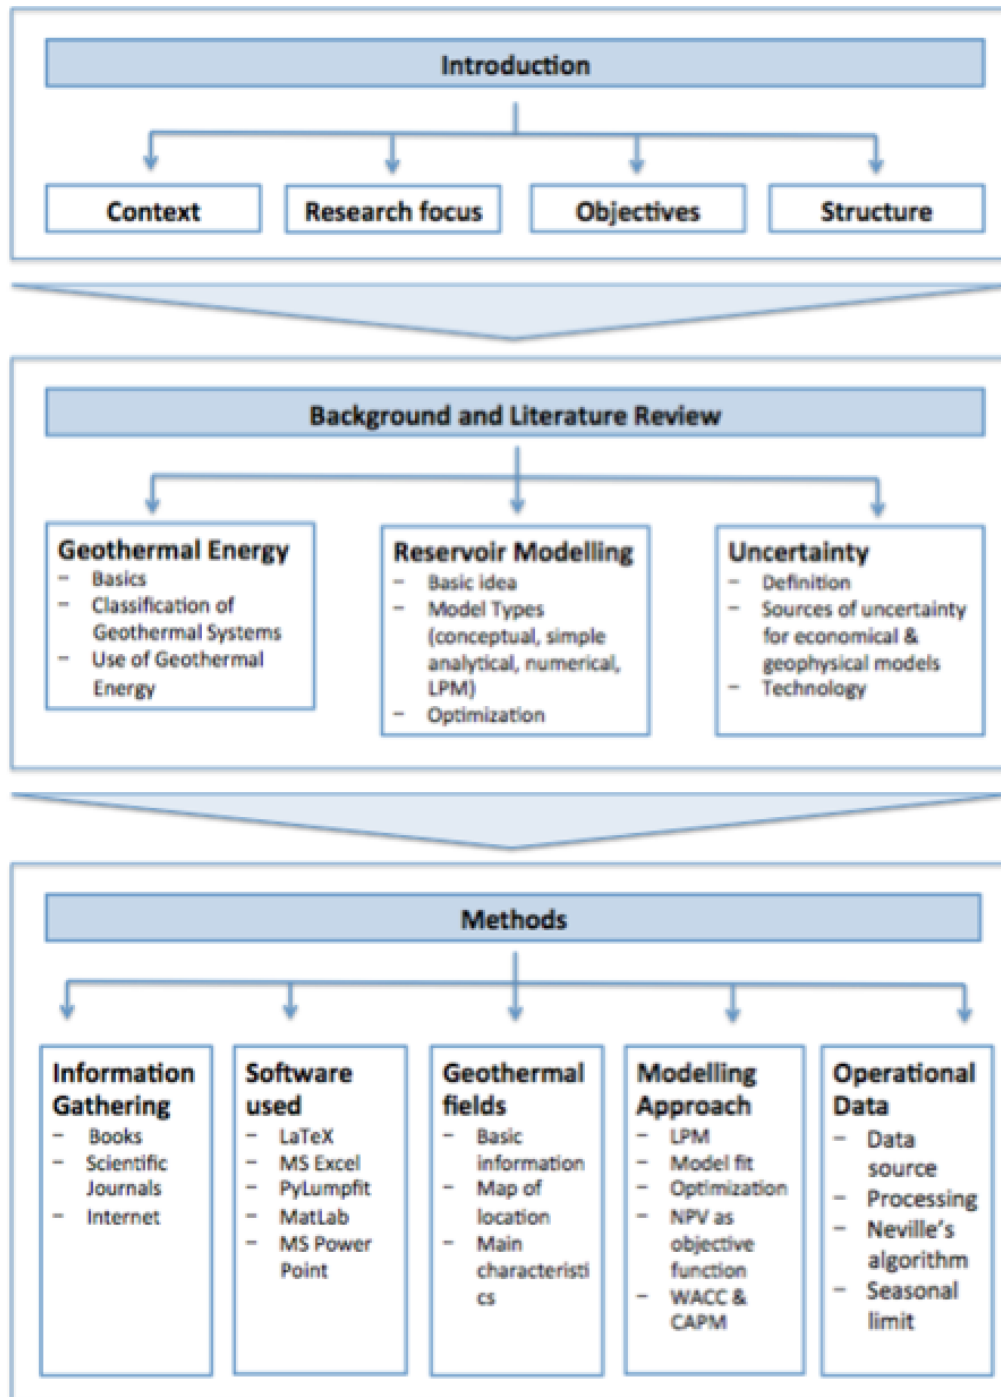 Introduction
Context
Research focus
Objectives
Structure
Background and Literature Review
Geothermal Energy
– Basics
– Classification of
Geothermal Systems
– Use of Geothermal
Energy
Reservoir Modelling
– Basic idea
– Model Types
(conceptual, simple
analytical, numerical,
LPM)
– Optimization
Uncertainty
– Definition
– Sources of uncertainty
for economical &
geophysical models
– Technology
Methods
Information
Gathering
– Books
– Scientific
Journals
– Internet
Software
used
– LaTeX
– MS Excel
– PyLumpfit
– MatLab
– MS Power
Point
Geothermal
fields
– Basic
information
– Map of
location
– Main
characteristi
cs
Modelling
Approach
– LPM
– Model fit
– Optimization
– NPV as
objective
function
– WACC &
CAPM
Operational
Data
– Data
source
– Processing
– Neville's
algorithm
– Seasonal
limit